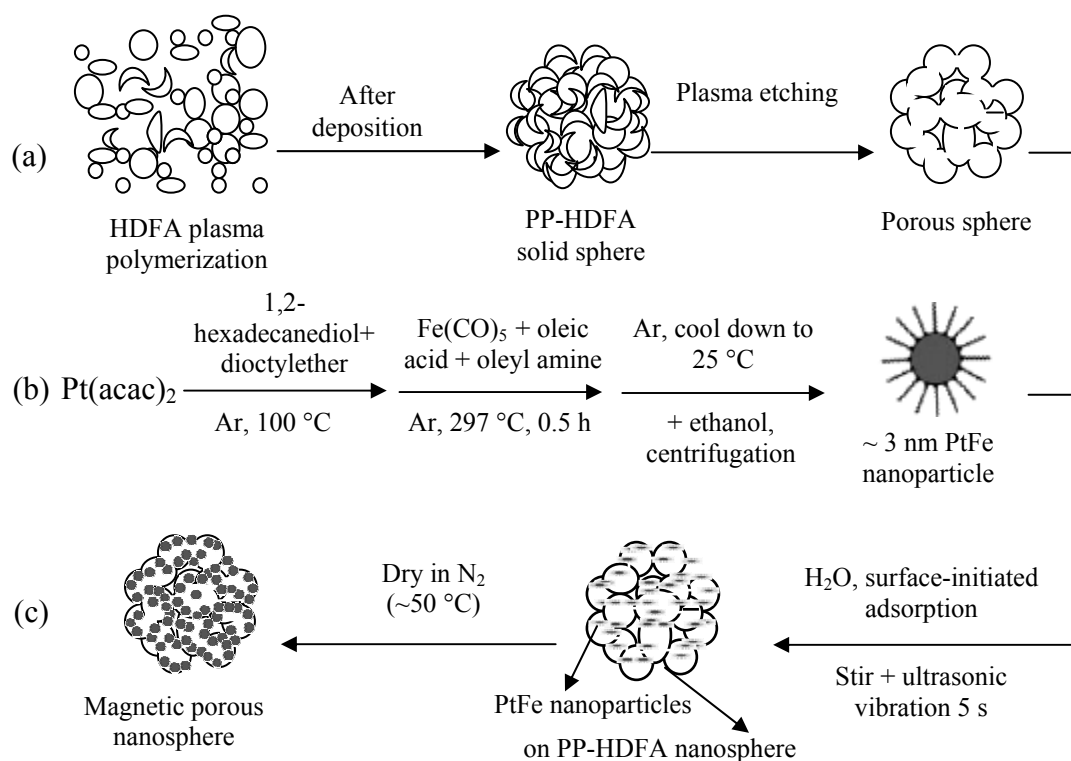 (a)
After
deposition
Plasma etching
HDFA plasma
polymerization
PP-HDFA
solid sphere
Porous sphere
(b)
Pt(acac)₂
1,2-
hexadecanediol+
dioctylether
Ar, 100 °C
Fe(CO)₅ + oleic
acid + oleyl amine
Ar, 297 °C, 0.5 h
Ar, cool down to
25 °C
+ ethanol,
centrifugation
~ 3 nm PtFe
nanoparticle
(c)
Magnetic porous
nanosphere
Dry in N₂
(~50 °C)
PtFe nanoparticles
on PP-HDFA nanosphere
H₂O, surface-initiated
adsorption
Stir + ultrasonic
vibration 5 s